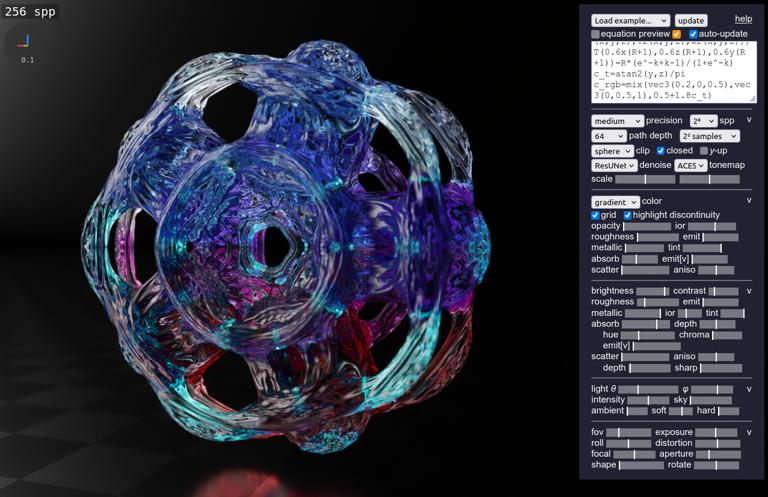 256 spp
0.1
Load example...
update
help
equation preview
auto-update
T(0.6x(R+1),0.6z(R+1),0.6y(R
+1))=R*(e^-k+k-1)/(1+e^-k)
c_t=atan2(y,z)/pi
c_rgb=mix(vec3(0.2,0,0.5),vec
3(0,0.5,1),0.5+1.8c_t)
medium precision spp v
64 path depth 2² samples
sphere clip closed y-up
ResUNet denoise ACES tonemap
scale
gradient color v
grid highlight discontinuity
opacity ior
roughness emit
metallic tint
absorb emit[v]
scatter aniso
brightness contrast v
roughness emit
metallic ior tint
absorb depth
hue chroma
emit[v]
scatter aniso
depth sharp
light θ φ v
intensity sky
ambient soft hard
fov exposure v
roll distortion
focal aperture
shape rotate